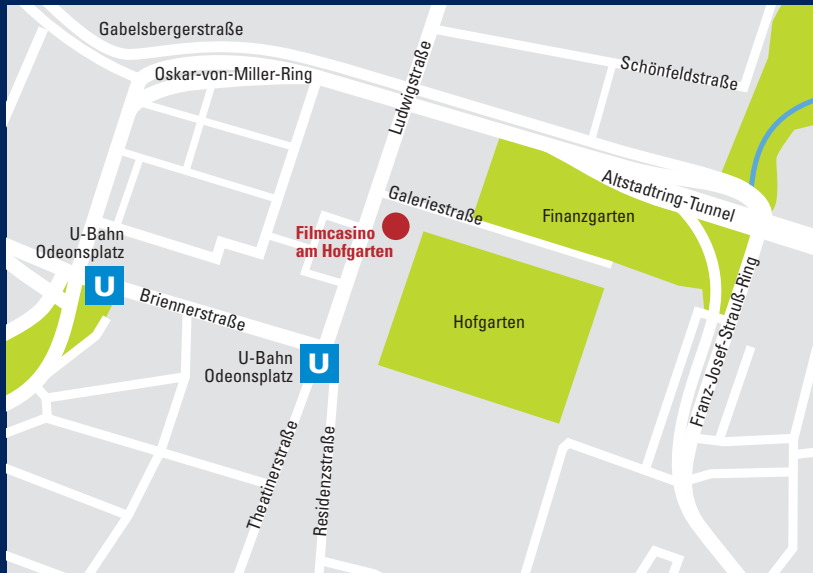 Gabelsbergerstraße
Oskar-von-Miller-Ring
Ludwigstraße
Schönfeldstraße
Altstadtring-Tunnel
Galeriestraße
Finanzgarten
Filmcasino
am Hofgarten
U-Bahn
Odeonsplatz
U
Briennerstraße
Hofgarten
Franz-Josef-Strauß-Ring
U-Bahn
Odeonsplatz
U
Theatinerstraße
Residenzstraße